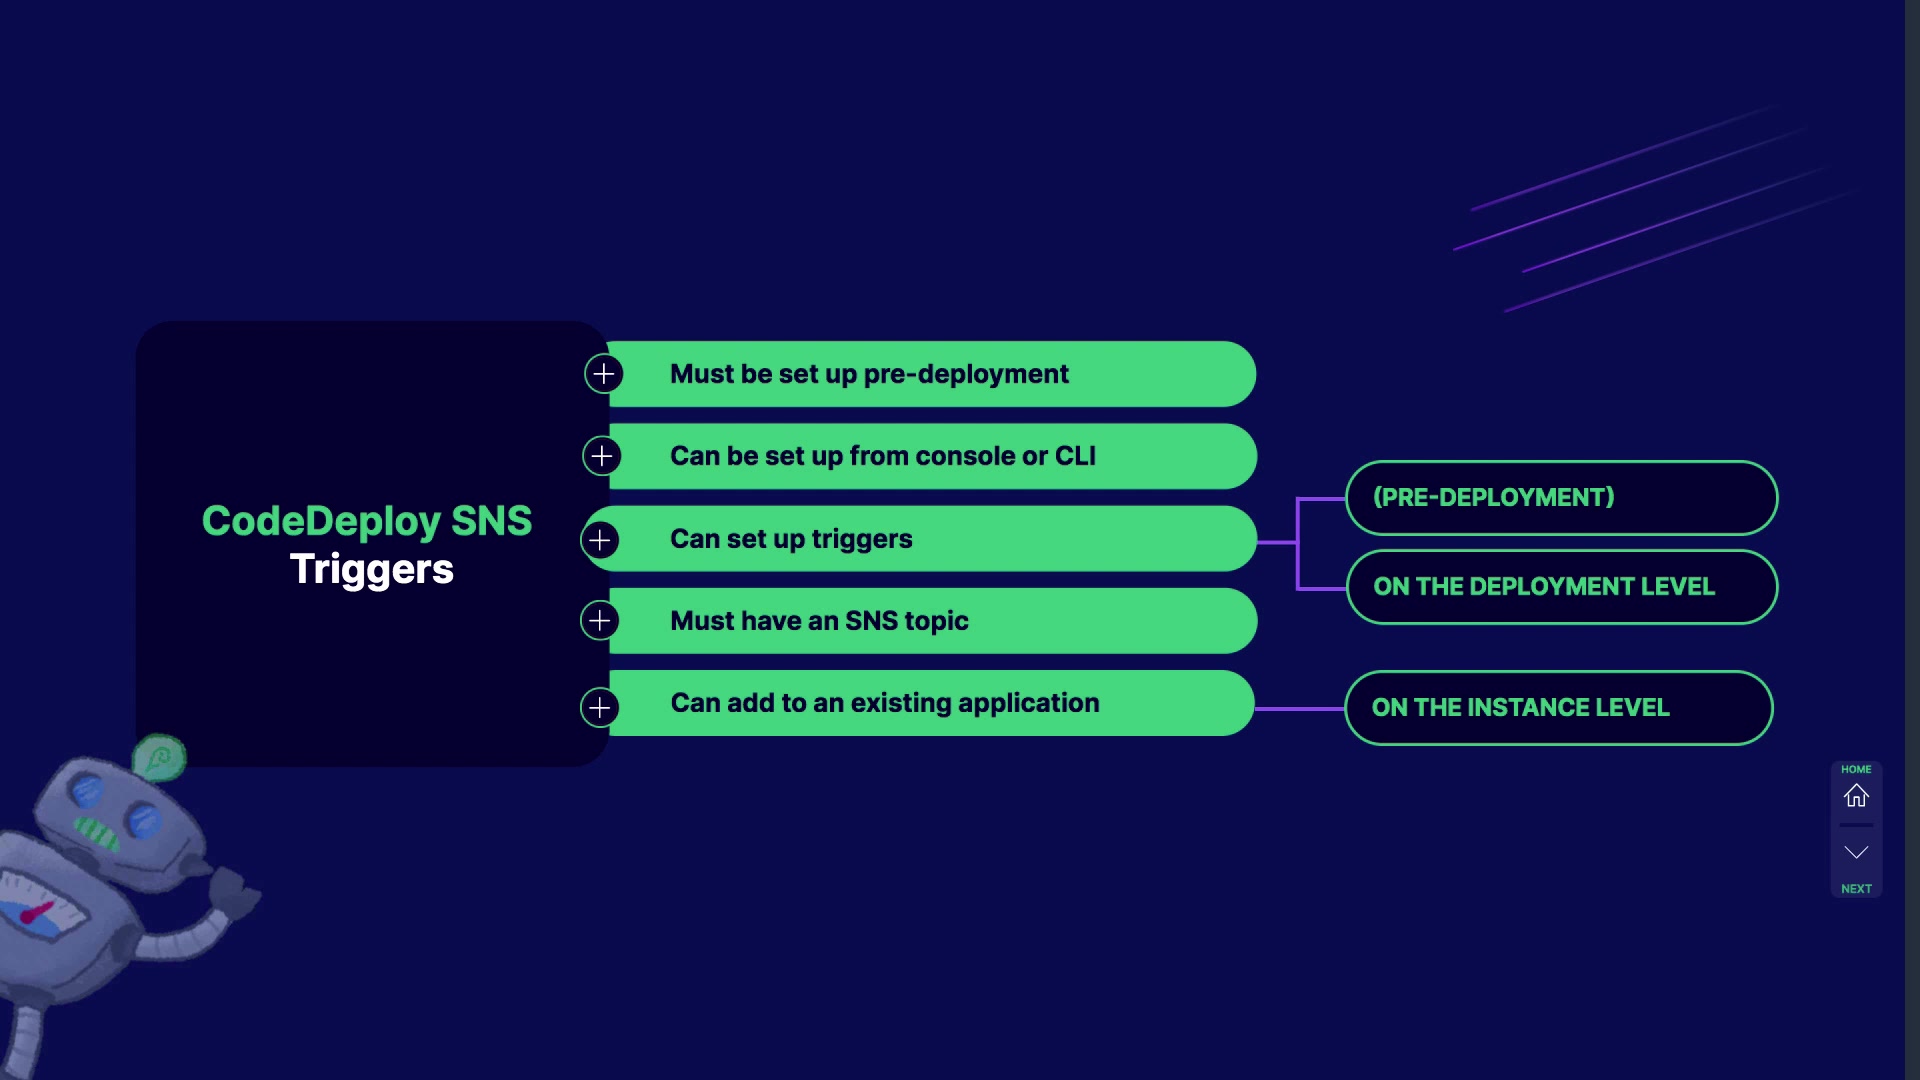 CodeDeploy SNS
Triggers
Must be set up pre-deployment
Can be set up from console or CLI
Can set up triggers
(PRE-DEPLOYMENT)
ON THE DEPLOYMENT LEVEL
Must have an SNS topic
Can add to an existing application
ON THE INSTANCE LEVEL
HOME
NEXT